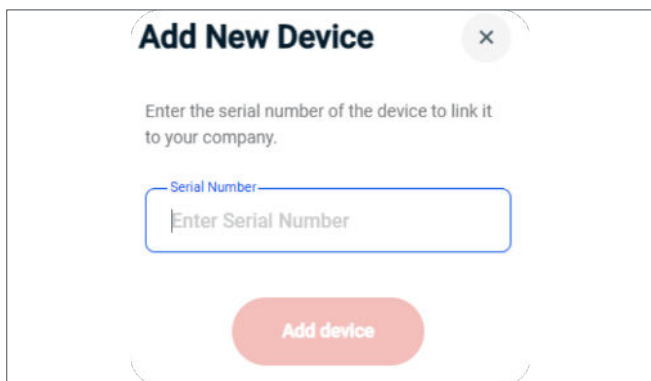 Add New Device
Enter the serial number of the device to link it
to your company.
Serial Number
Enter Serial Number
Add device